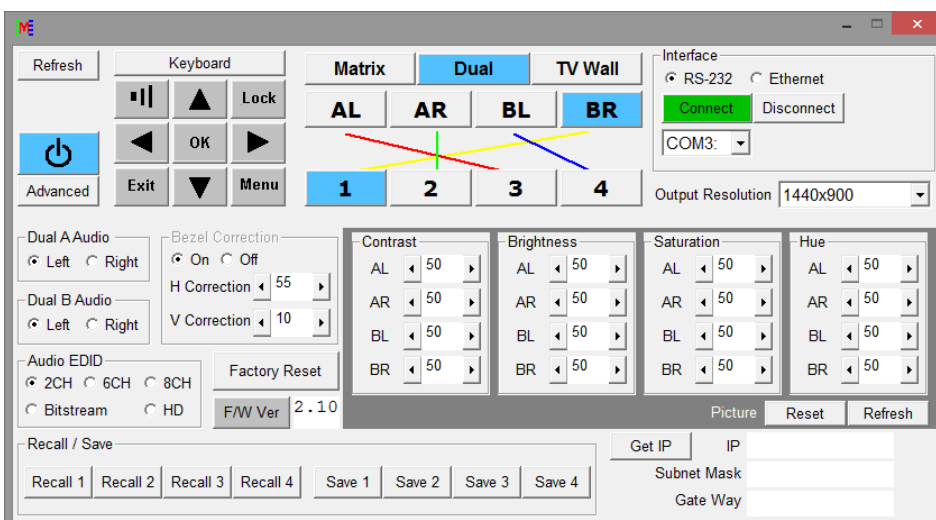 M
Refresh Keyboard Matrix Dual TV Wall Interface
RS-232 Ethernet
Lock AL AR BL BR Connect Disconnect
OK COM3:
Advanced Exit Menu 1 2 3 4 Output Resolution 1440x900
Dual A Audio Bezel Correction Contrast Brightness Saturation Hue
Left Right On Off AL 50 AL 50 AL 50 AL 50
H Correction 55
Dual B Audio AR 50 AR 50 AR 50 AR 50
Left Right V Correction 10 BL 50 BL 50 BL 50 BL 50
Audio EDID
2CH 6CH 8CH Factory Reset BR 50 BR 50 BR 50 BR 50
Bitstream HD F/W Ver 2.10 Picture Reset Refresh
Recall / Save Get IP IP
Recall 1 Recall 2 Recall 3 Recall 4 Save 1 Save 2 Save 3 Save 4 Subnet Mask
Gate Way